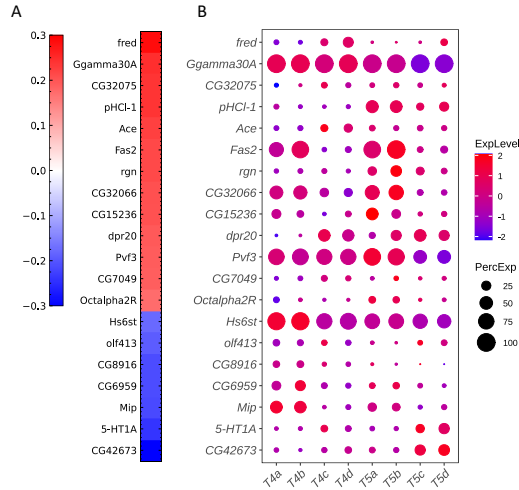 A
B
0.3
0.2
0.1
0.0
−0.1
−0.2
−0.3
fred
Ggamma30A
CG32075
pHCl-1
Ace
Fas2
rgn
CG32066
CG15236
dpr20
Pvf3
CG7049
Octalpha2R
Hs6st
olf413
CG8916
CG6959
Mip
5-HT1A
CG42673
fred
Ggamma30A
CG32075
pHCl-1
Ace
Fas2
rgn
CG32066
CG15236
dpr20
Pvf3
CG7049
Octalpha2R
Hs6st
olf413
CG8916
CG6959
Mip
5-HT1A
CG42673
T4a
T4b
T4c
T4d
T5a
T5b
T5c
T5d
ExpLevel
2
1
0
-1
-2
PercExp
25
50
75
100